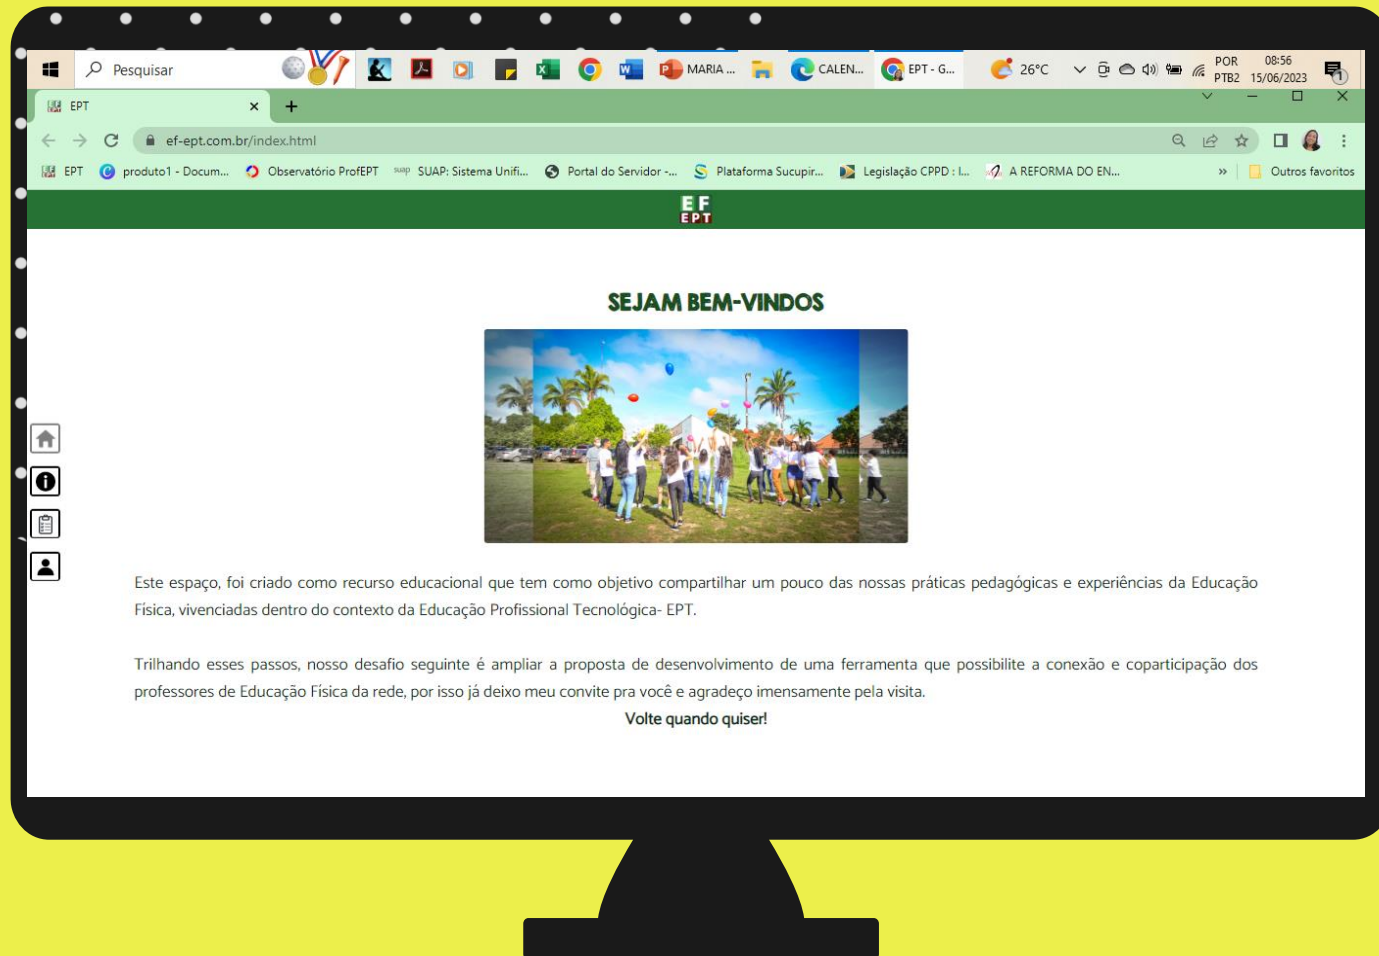 Pesquisar
MARIA ...
CALEN...
EPT - G...
26°C
POR
PTB2
08:56
15/06/2023
EPT
ef-ept.com.br/index.html
EPT
produto1 - Docum...
Observatório ProfEPT
suap SUAP: Sistema Unifi...
Portal do Servidor -...
Plataforma Sucupir...
Legislação CPPD : I...
A REFORMA DO EN...
Outros favoritos
EF
EPT
SEJAM BEM-VINDOS
Este espaço, foi criado como recurso educacional que tem como objetivo compartilhar um pouco das nossas práticas pedagógicas e experiências da Educação
Física, vivenciadas dentro do contexto da Educação Profissional Tecnológica- EPT.
Trilhando esses passos, nosso desafio seguinte é ampliar a proposta de desenvolvimento de uma ferramenta que possibilite a conexão e coparticipação dos
professores de Educação Física da rede, por isso já deixo meu convite pra você e agradeço imensamente pela visita.
Volte quando quiser!